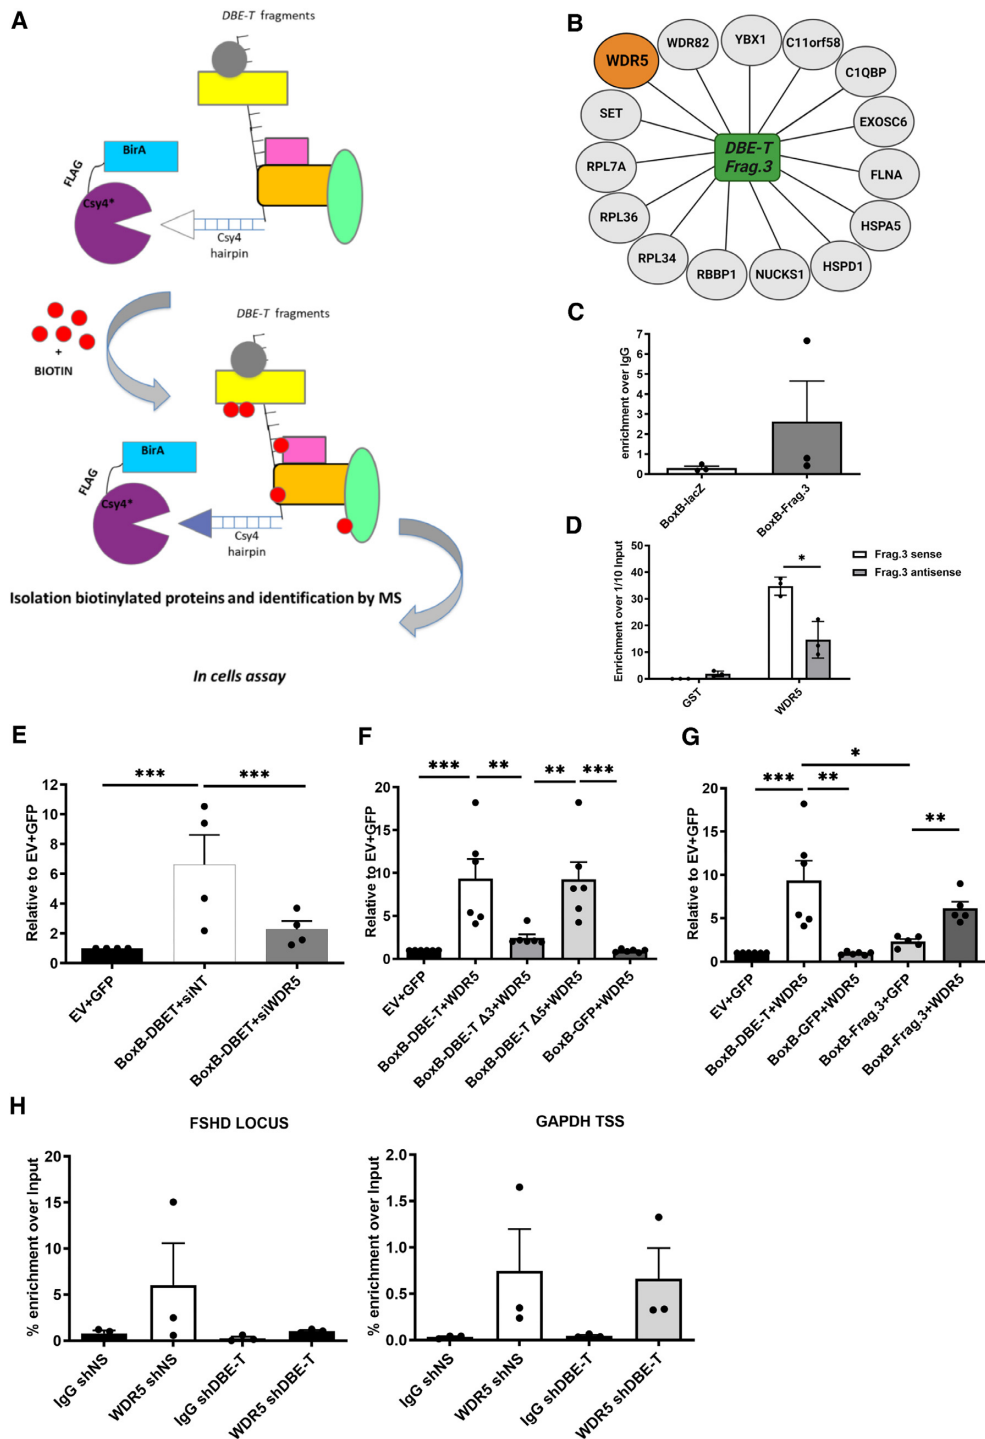 A
DBE-T fragments
BirA
FLAG
Csy4*
Csy4
hairpin
+
BIOTIN
DBE-T fragments
BirA
FLAG
Csy4*
Csy4
hairpin
Isolation biotinylated proteins and identification by MS
In cells assay
B
WDR5
WDR82
YBX1
C11orf58
C1QBP
EXOSC6
FLNA
HSPA5
HSPD1
NUCKS1
RBBP1
RPL34
RPL36
RPL7A
SET
DBE-T
Frag.3
C
enrichment over IgG
7
6
5
4
3
2
1
0
BoxB-lacZ
BoxB-Frag.3
D
Enrichment over 1/10 Input
50
40
30
20
10
0
*
GST
WDR5
Frag.3 sense
Frag.3 antisense
E
Relative to EV+GFP
12
10
8
6
4
2
0
***
***
EV+GFP
BoxB-DBET+siNT
BoxB-DBET+siWDR5
F
Relative to EV+GFP
20
15
10
5
0
***
**
**
***
EV+GFP
BoxB-DBE-T+WDR5
BoxB-DBE-T Δ3+WDR5
BoxB-DBE-T Δ5+WDR5
BoxB-GFP+WDR5
G
Relative to EV+GFP
20
15
10
5
0
***
**
*
**
EV+GFP
BoxB-DBE-T+WDR5
BoxB-GFP+WDR5
BoxB-Frag.3+GFP
BoxB-Frag.3+WDR5
H
FSHD LOCUS
% enrichment over Input
20
15
10
5
0
IgG shNS
WDR5 shNS
IgG shDBE-T
WDR5 shDBE-T
GAPDH TSS
% enrichment over Input
2.0
1.5
1.0
0.5
0.0
IgG shNS
WDR5 shNS
IgG shDBE-T
WDR5 shDBE-T